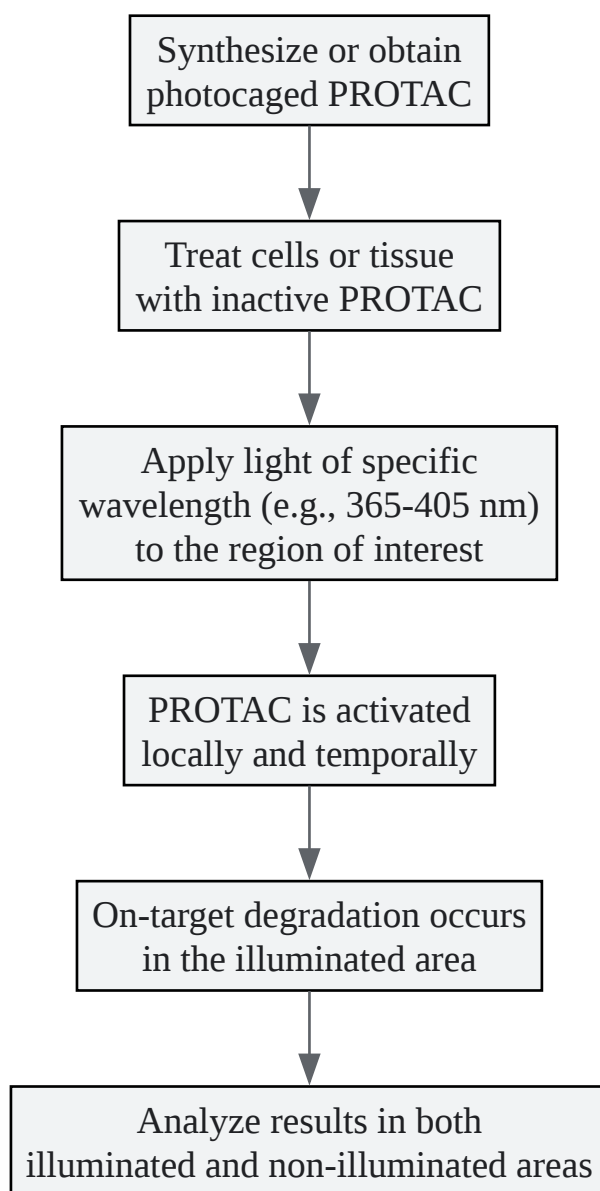 Synthesize or obtain
photocaged PROTAC
Treat cells or tissue
with inactive PROTAC
Apply light of specific
wavelength (e.g., 365-405 nm)
to the region of interest
PROTAC is activated
locally and temporally
On-target degradation occurs
in the illuminated area
Analyze results in both
illuminated and non-illuminated areas